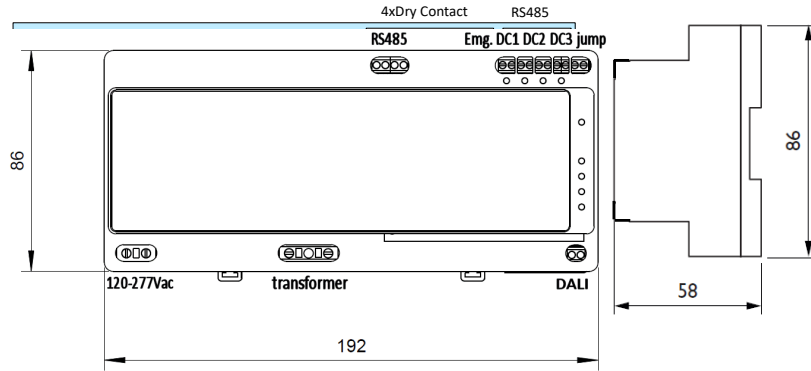 4xDry Contact RS485
RS485 Emg. DC1 DC2 DC3 jump
86
86
120-277Vac transformer DALI
58
192